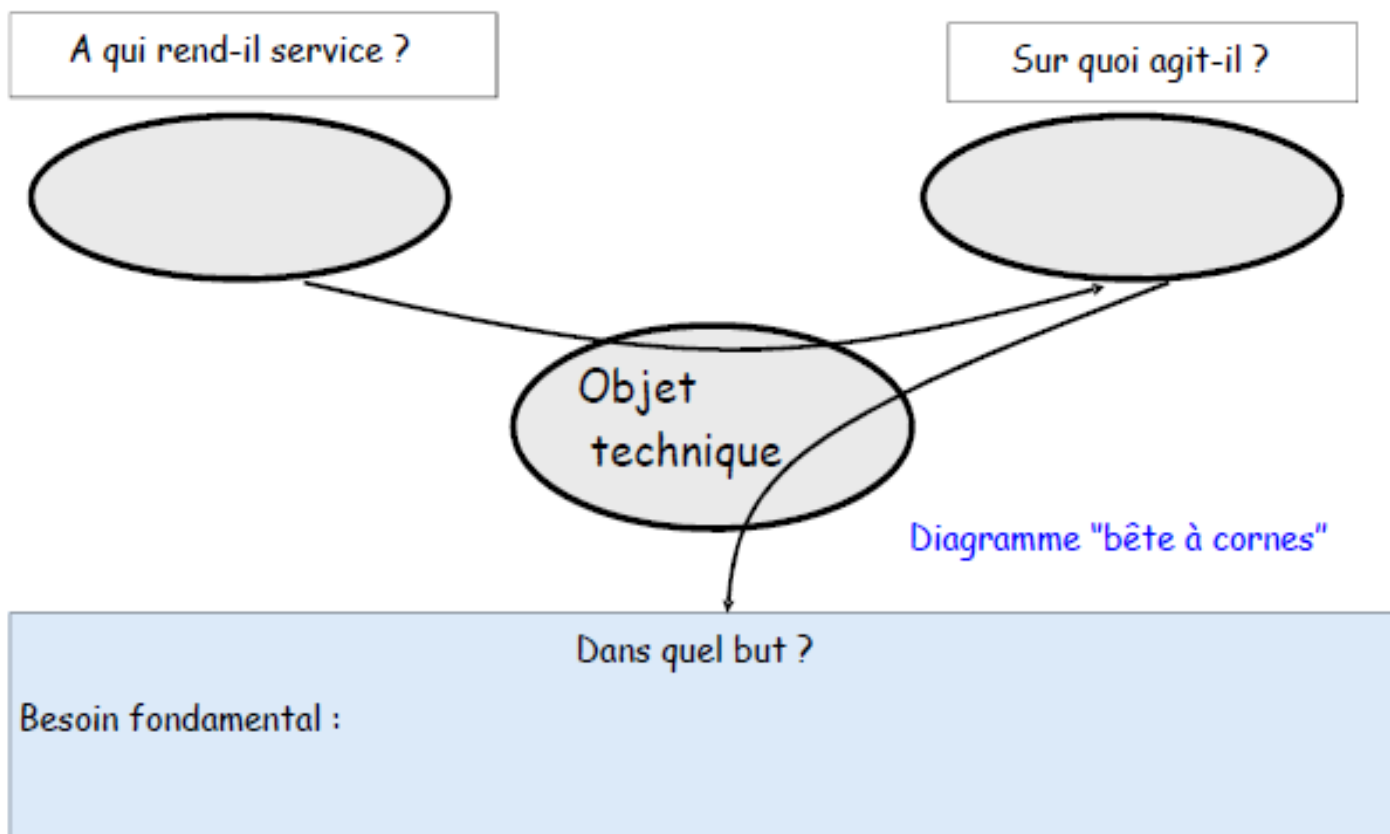 A qui rend-il service ?
Sur quoi agit-il ?
Objet
technique
Diagramme "bête à cornes"
Dans quel but ?
Besoin fondamental :